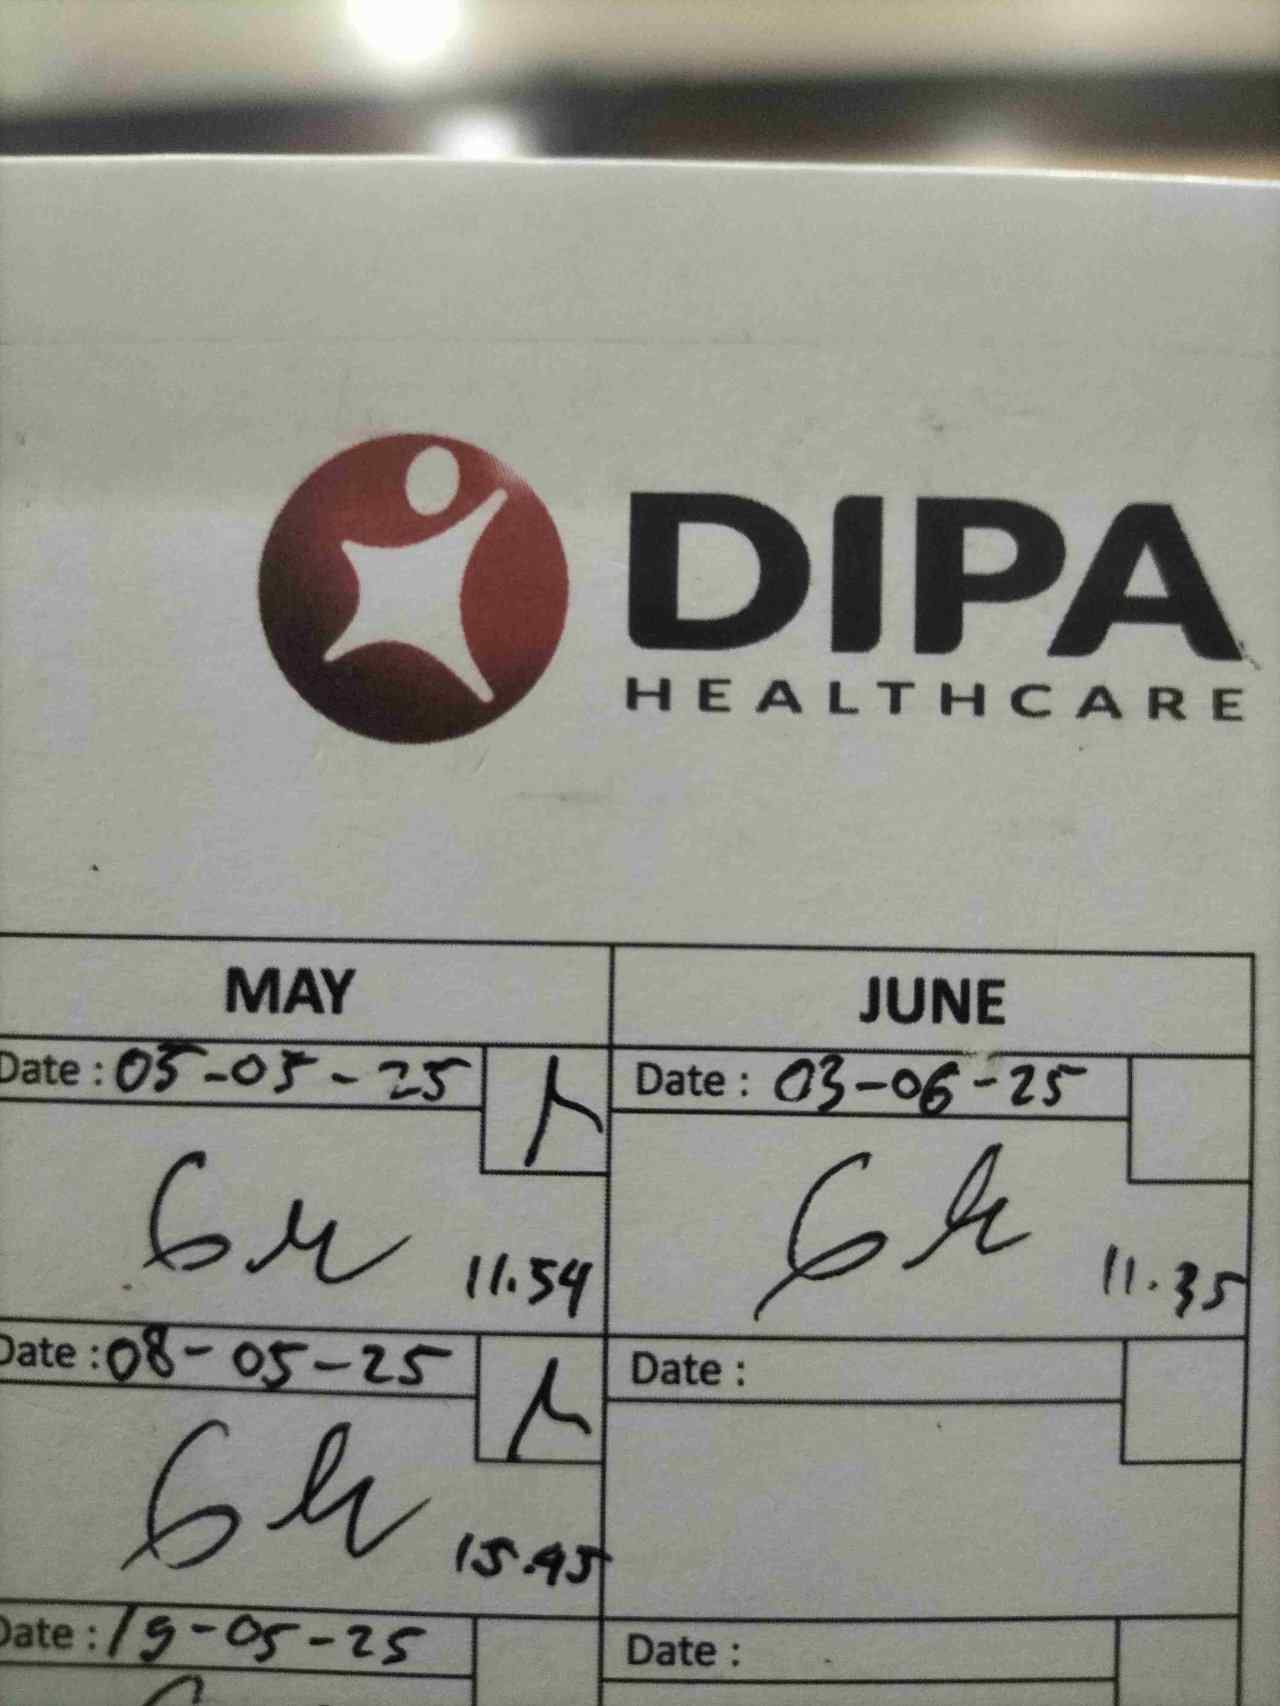 DIPA
HEALTHCARE
MAY
JUNE
Date : 05-05-25
Date : 03-06-25
11.54
11.35
Date : 08-05-25
Date :
15.45
Date : 19-05-25
Date :